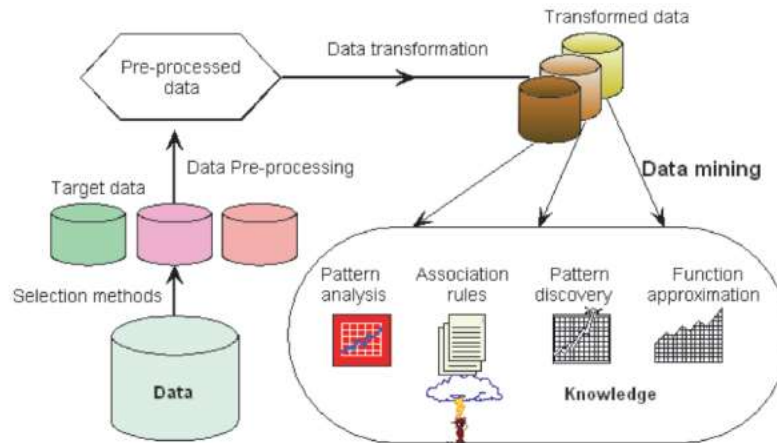 Transformed data
Data transformation
Pre-processed
data
Data Pre-processing
Target data
Data mining
Selection methods
Pattern
analysis
Association
rules
Pattern
discovery
Function
approximation
Data
Knowledge